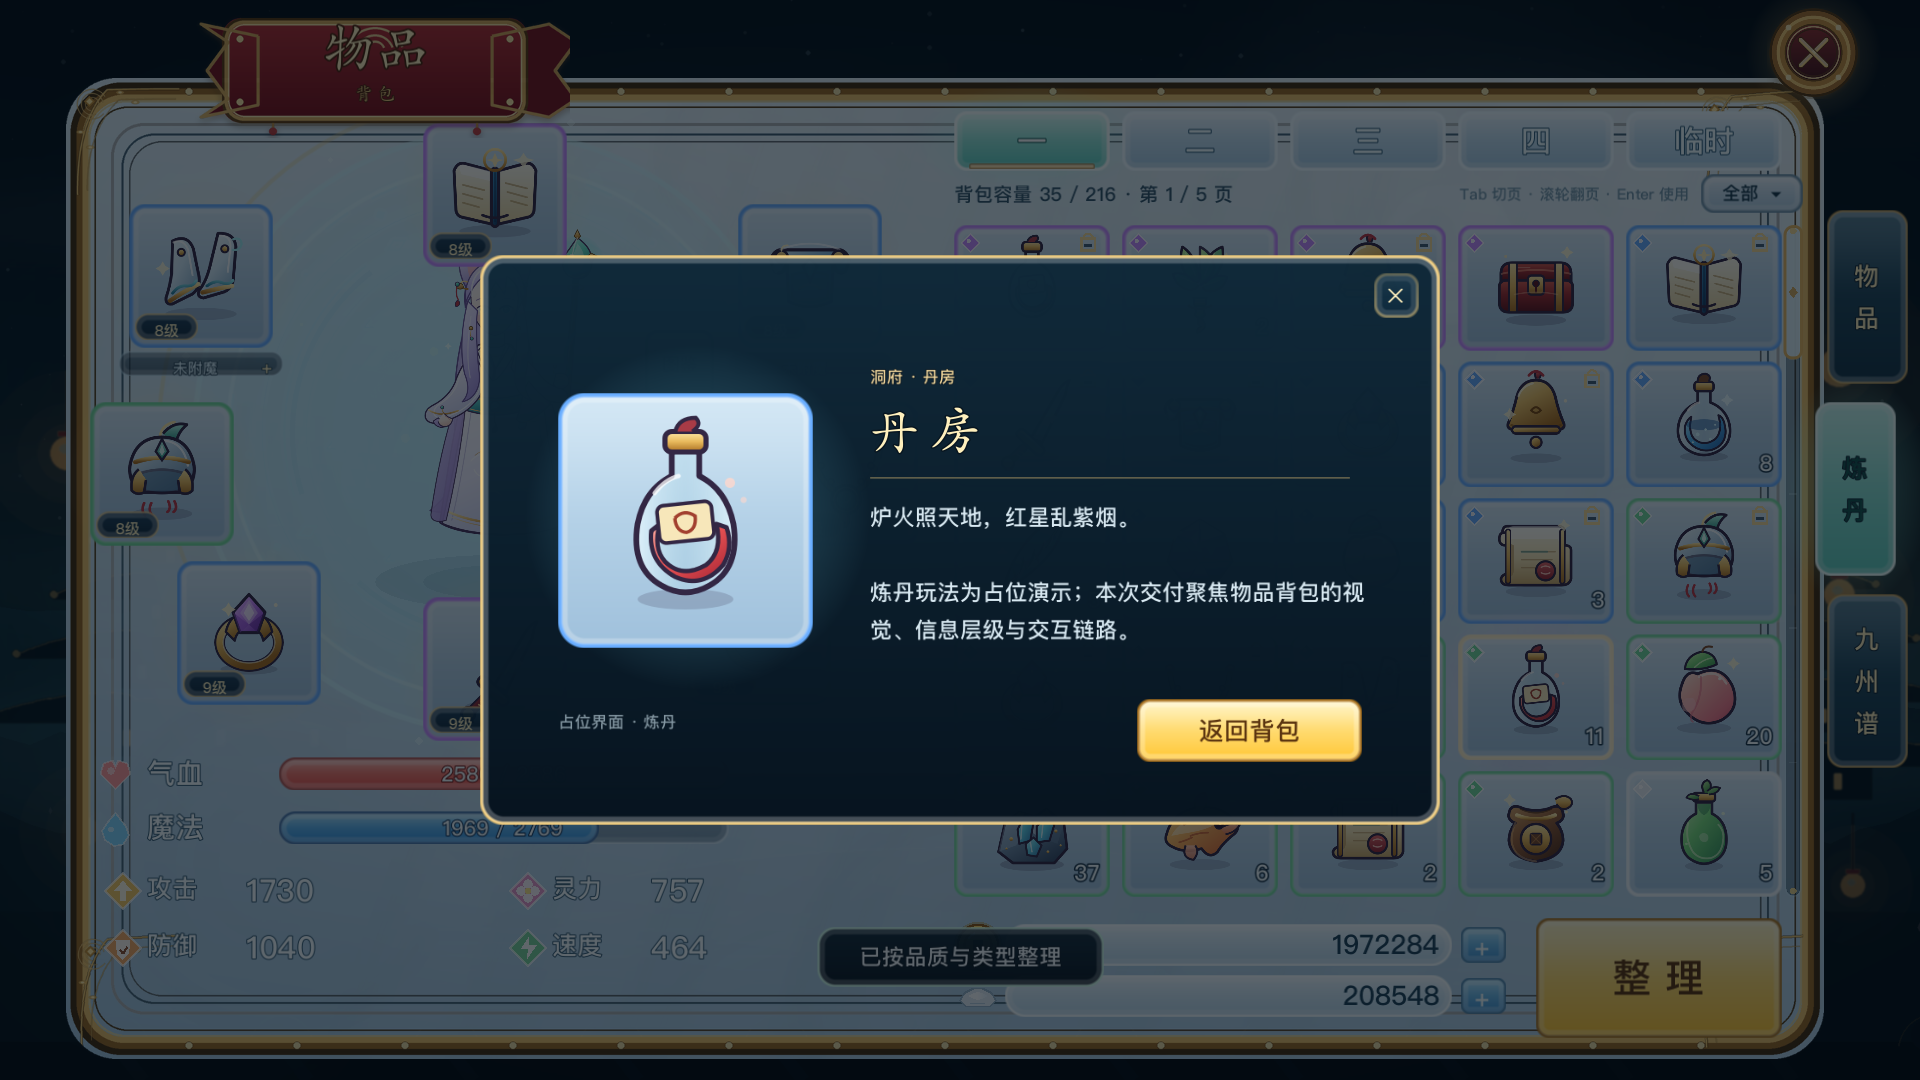 物品
背包
一
二
三
四
临时
背包容量 35 / 216 · 第 1 / 5 页
Tab 切页 · 滚轮翻页 · Enter 使用
全部
8级
8级
未附魔 +
8级
9级
9级
气血
258
魔法
1969 / 2769
攻击 1730
灵力 757
防御 1040
速度 464
洞府 · 丹房
丹房
炉火照天地，红星乱紫烟。
炼丹玩法为占位演示；本次交付聚焦物品背包的视
觉、信息层级与交互链路。
占位界面 · 炼丹
返回背包
8
3
11
20
37
6
2
2
5
已按品质与类型整理
1972284
208548
整理
物品
炼丹
九州谱